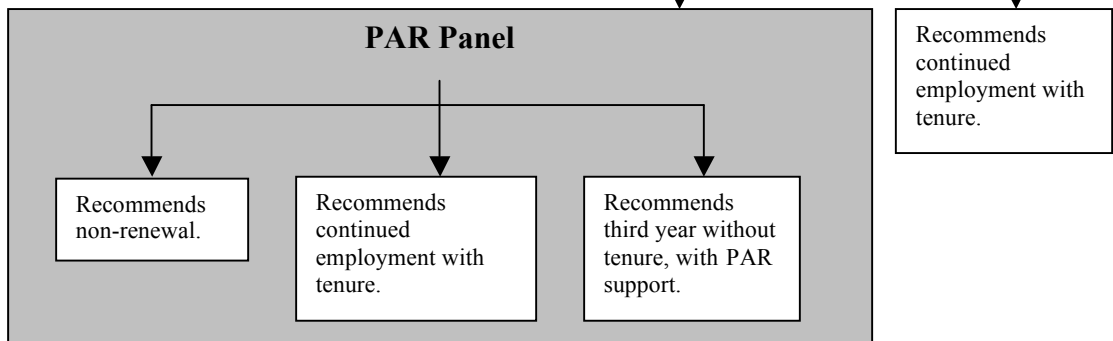 PAR Panel
Recommends
non-renewal.
Recommends
continued
employment with
tenure.
Recommends
third year without
tenure, with PAR
support.
Recommends
continued
employment with
tenure.